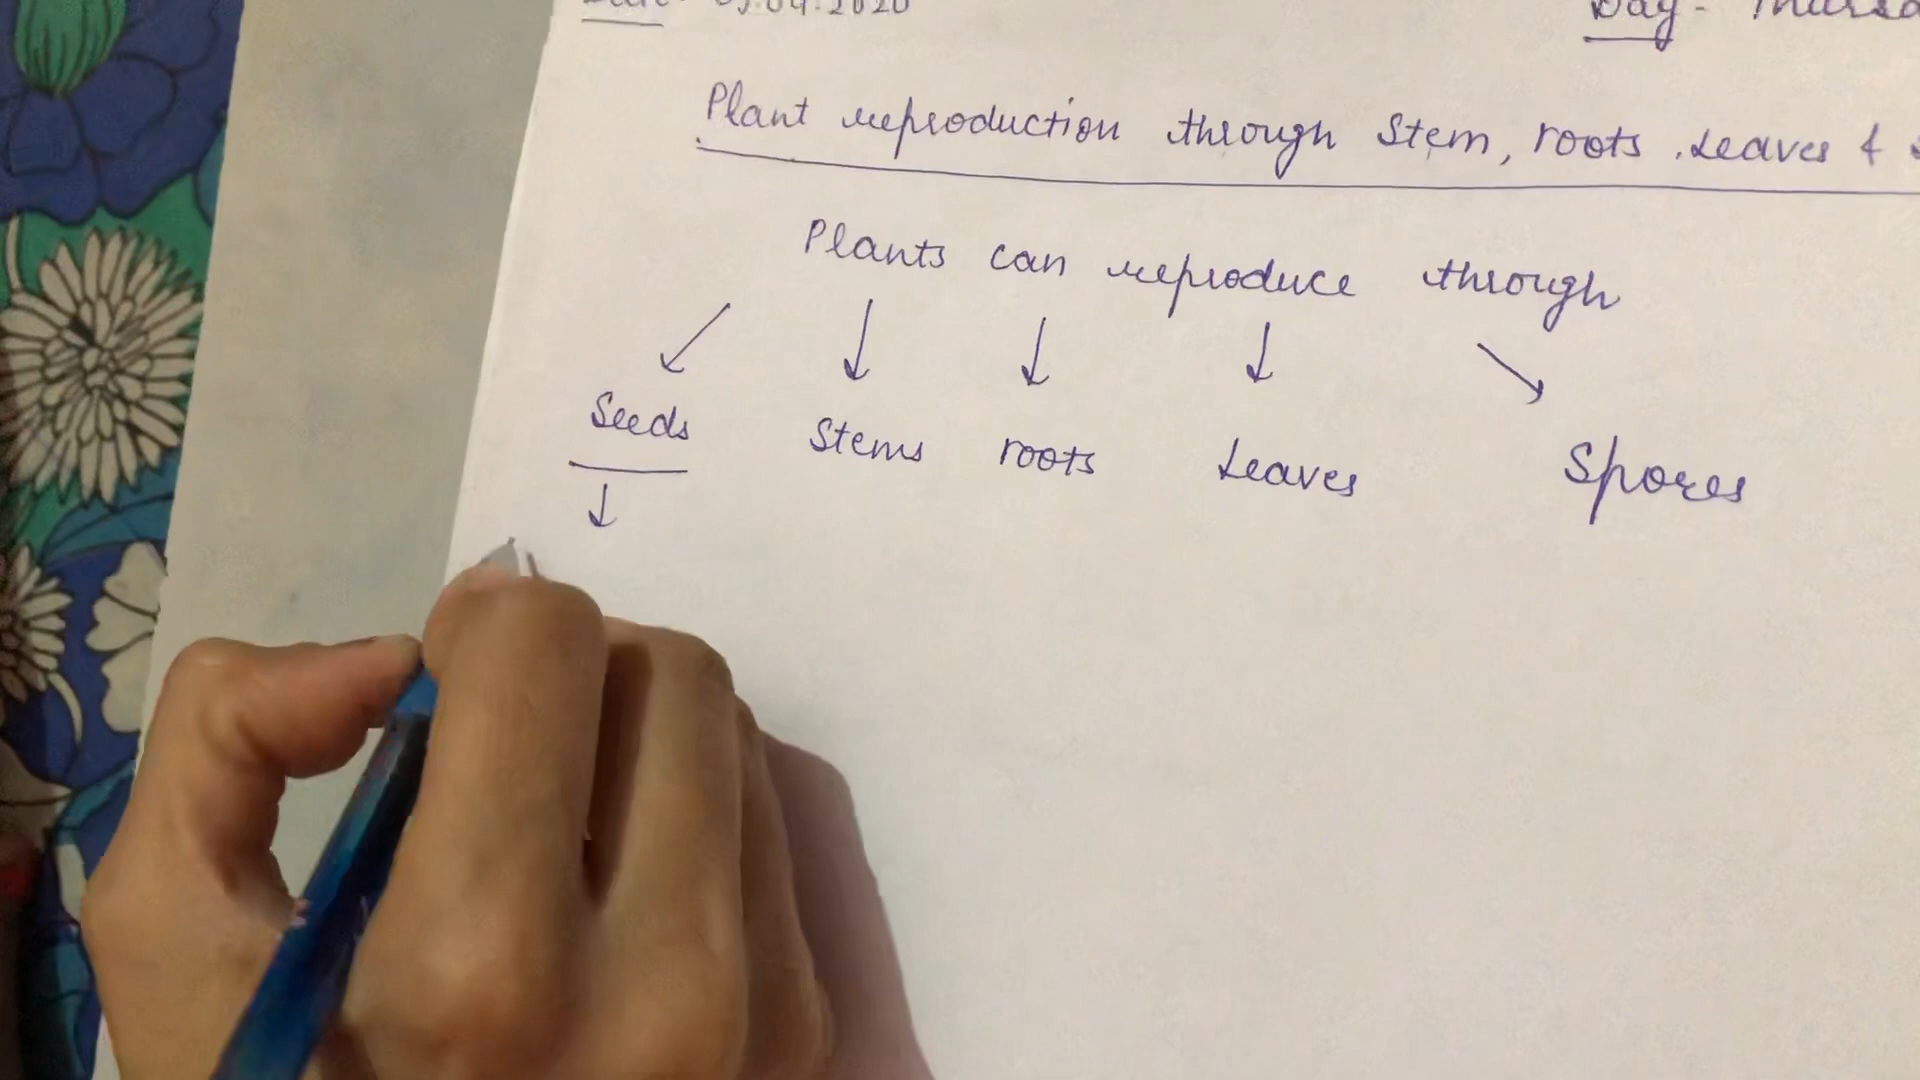 Day-
Plant reproduction through Stem, roots, Leaves &
Plants can reproduce through
Seeds Stems roots Leaves Spores